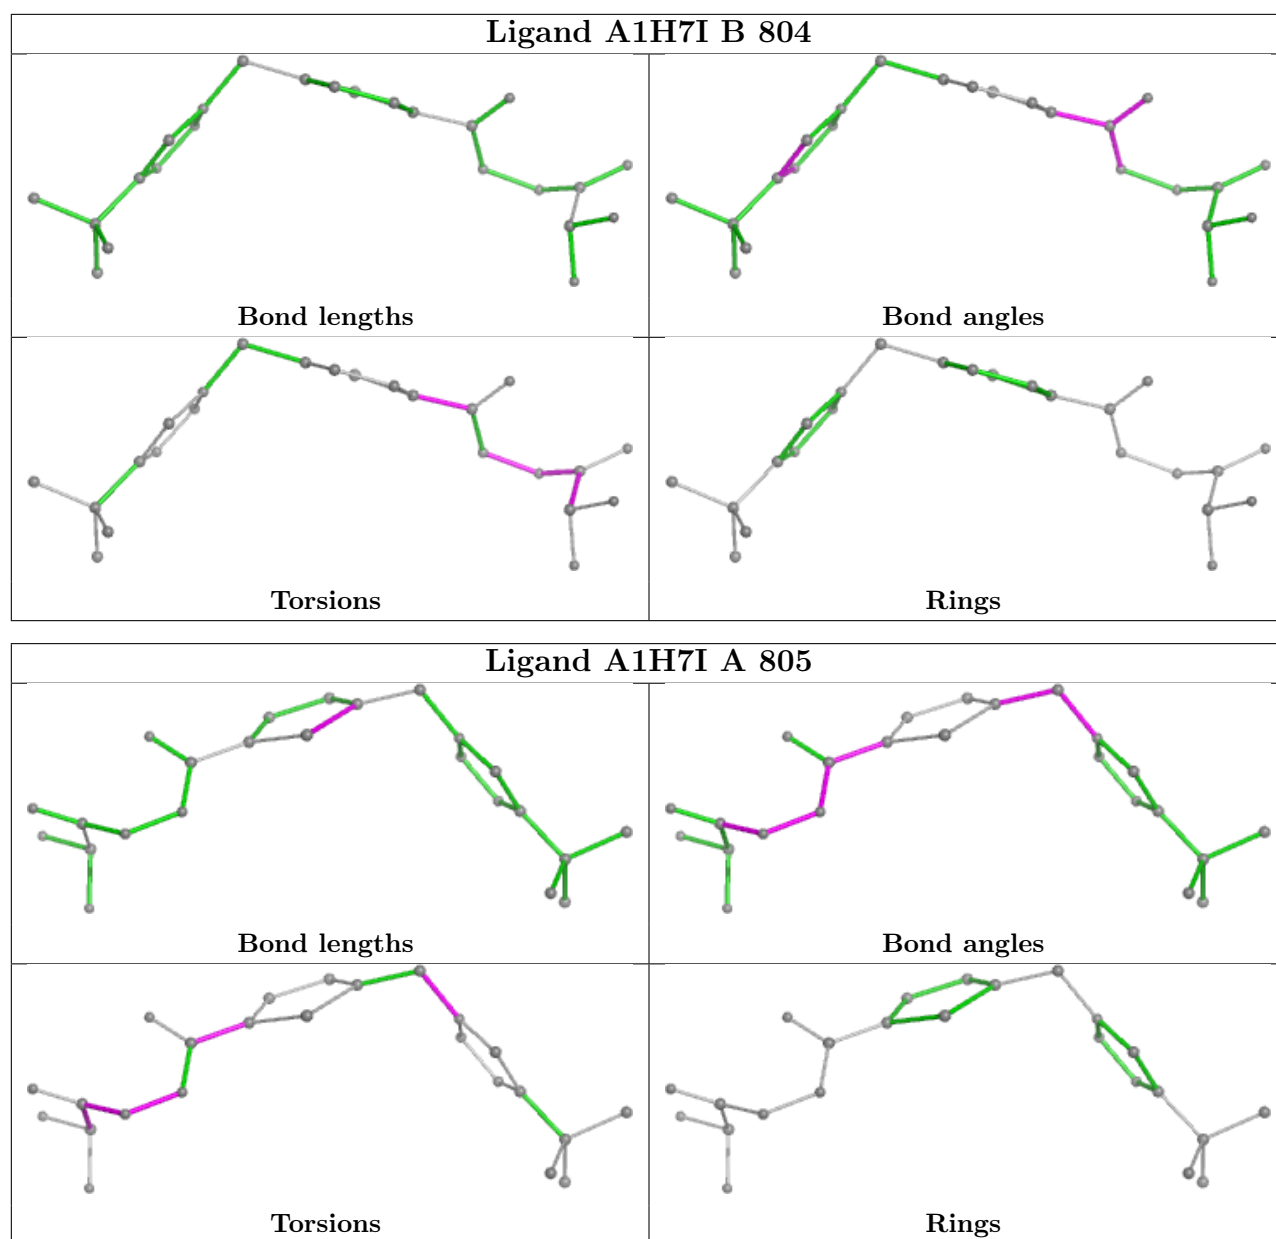 Ligand A1H7I B 804
Bond lengths
Bond angles
Torsions
Rings
Ligand A1H7I A 805
Bond lengths
Bond angles
Torsions
Rings